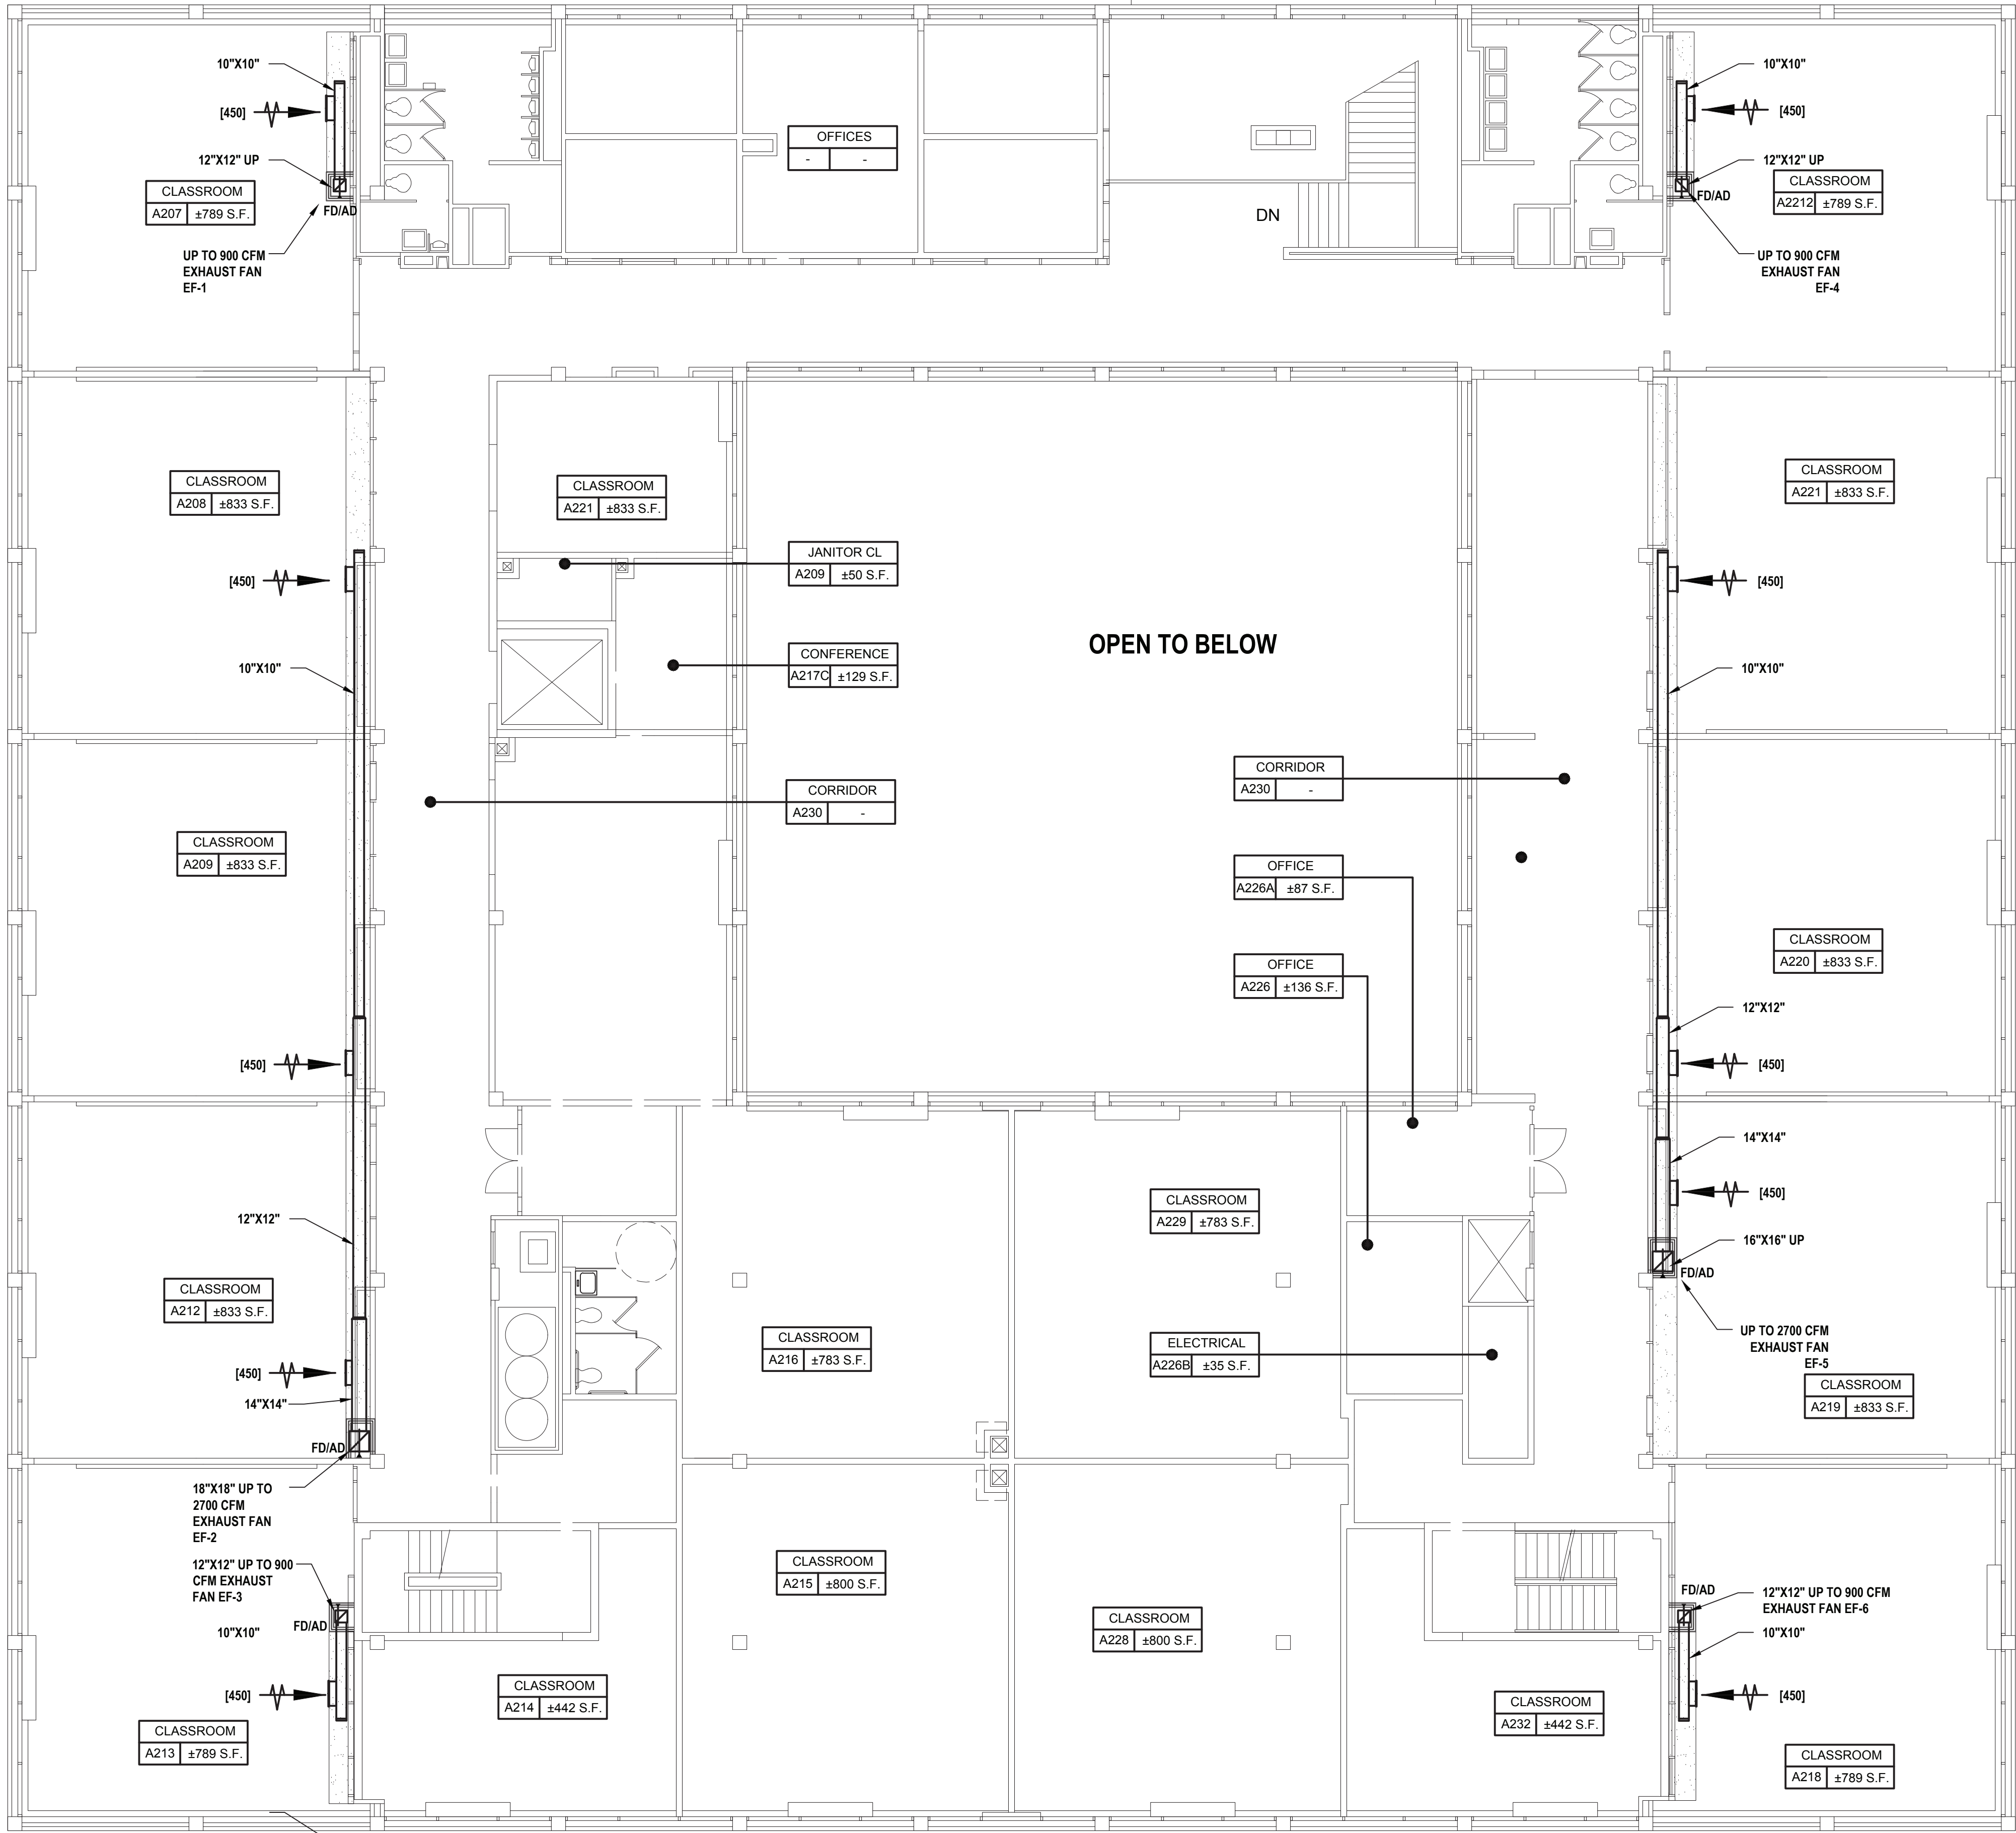 10"X10"
[450]
12"X12" UP
CLASSROOM
A207 ±789 S.F.
FD/AD
UP TO 900 CFM
EXHAUST FAN
EF-1
OFFICES
- -
DN
10"X10"
[450]
12"X12" UP
CLASSROOM
A2212 ±789 S.F.
FD/AD
UP TO 900 CFM
EXHAUST FAN
EF-4
CLASSROOM
A208 ±833 S.F.
[450]
10"X10"
CLASSROOM
A221 ±833 S.F.
JANITOR CL
A209 ±50 S.F.
CONFERENCE
A217C ±129 S.F.
CORRIDOR
A230 -
OPEN TO BELOW
CORRIDOR
A230 -
OFFICE
A226A ±87 S.F.
OFFICE
A226 ±136 S.F.
CLASSROOM
A221 ±833 S.F.
[450]
10"X10"
CLASSROOM
A209 ±833 S.F.
[450]
CLASSROOM
A220 ±833 S.F.
12"X12"
[450]
12"X12"
CLASSROOM
A212 ±833 S.F.
[450]
14"X14"
FD/AD
18"X18" UP TO
2700 CFM
EXHAUST FAN
EF-2
CLASSROOM
A216 ±783 S.F.
CLASSROOM
A229 ±783 S.F.
ELECTRICAL
A226B ±35 S.F.
14"X14"
[450]
16"X16" UP
FD/AD
UP TO 2700 CFM
EXHAUST FAN
EF-5
CLASSROOM
A219 ±833 S.F.
12"X12" UP TO 900
CFM EXHAUST
FAN EF-3
FD/AD
10"X10"
[450]
CLASSROOM
A213 ±789 S.F.
CLASSROOM
A214 ±442 S.F.
CLASSROOM
A215 ±800 S.F.
CLASSROOM
A228 ±800 S.F.
CLASSROOM
A232 ±442 S.F.
FD/AD
12"X12" UP TO 900 CFM
EXHAUST FAN EF-6
10"X10"
[450]
CLASSROOM
A218 ±789 S.F.